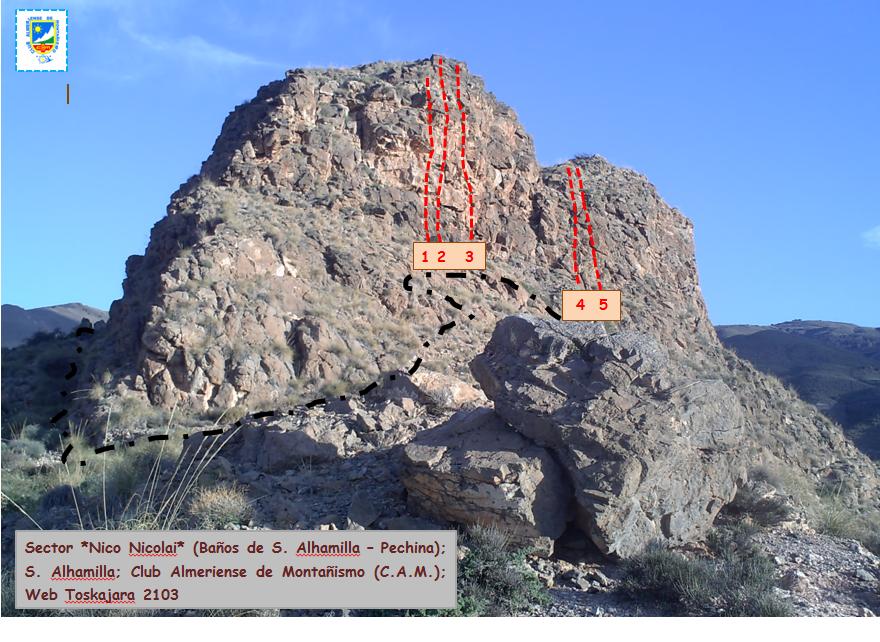 1 2 3
4 5
Sector *Nico Nicolai* (Baños de S. Alhamilla – Pechina);
S. Alhamilla; Club Almeriense de Montañismo (C.A.M.);
Web Toskajara 2103